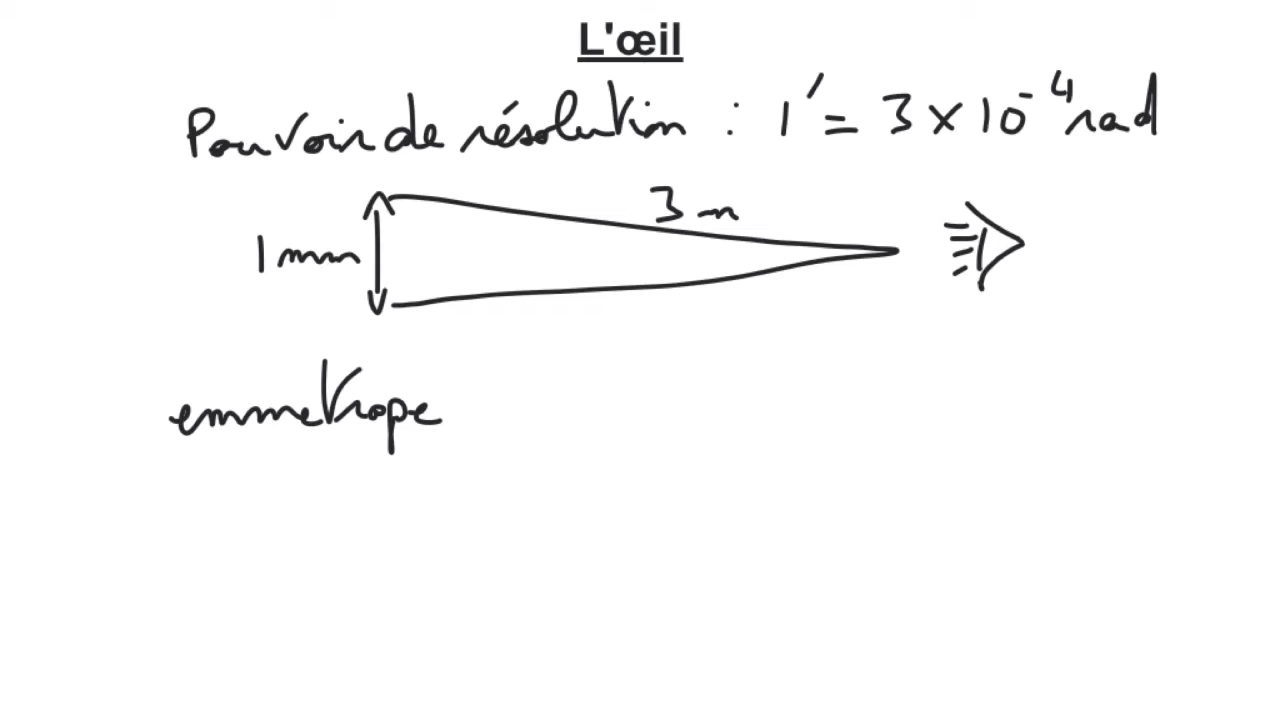 L'œil
Pouvoir de résolution : 1' = 3 × 10⁻⁴ rad
3 m
1 mm
emmetrope